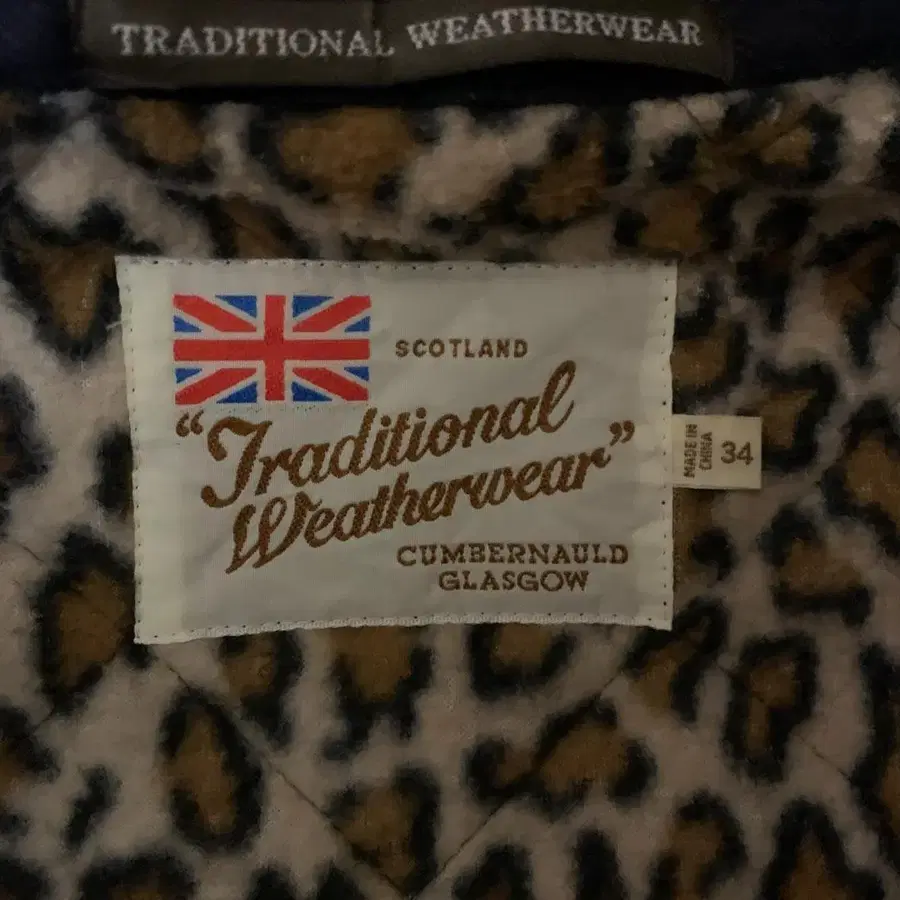 TRADITIONAL WEATHERWEAR
SCOTLAND
"Traditional
Weatherwear"
CUMBERNAULD
GLASGOW
MADE IN
CHINA
34